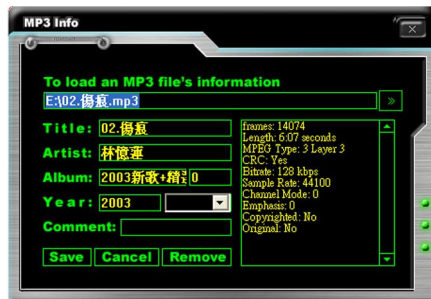 MP3 Info
To load an MP3 file's information
E:\02.傷痕.mp3
Title: 02.傷痕
Artist: 林憶蓮
Album: 2003新歌+精 0
Year: 2003
Comment:
Save Cancel Remove
frames: 14074
Length: 6:07 seconds
MPEG Type: 3 Layer 3
CRC: Yes
Bitrate: 128 kbps
Sample Rate: 44100
Channel Mode: 0
Emphasis: 0
Copyrighted: No
Original: No